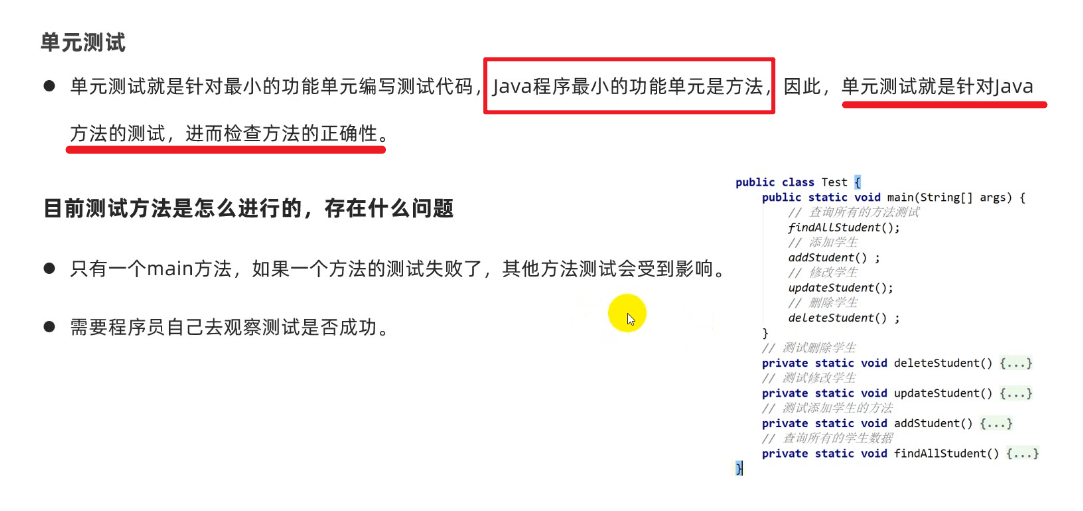 单元测试
● 单元测试就是针对最小的功能单元编写测试代码，Java程序最小的功能单元是方法，因此，单元测试就是针对Java
方法的测试，进而检查方法的正确性。
目前测试方法是怎么进行的，存在什么问题
● 只有一个main方法，如果一个方法的测试失败了，其他方法测试会受到影响。
● 需要程序员自己去观察测试是否成功。
public class Test {
public static void main(String[] args) {
// 查询所有的方法测试
findAllStudent();
// 添加学生
addStudent() ;
// 修改学生
updateStudent();
// 删除学生
deleteStudent() ;
}
// 测试删除学生
private static void deleteStudent() {...}
// 测试修改学生
private static void updateStudent() {...}
// 测试添加学生的方法
private static void addStudent() {...}
// 查询所有的学生数据
private static void findAllStudent() {...}
}